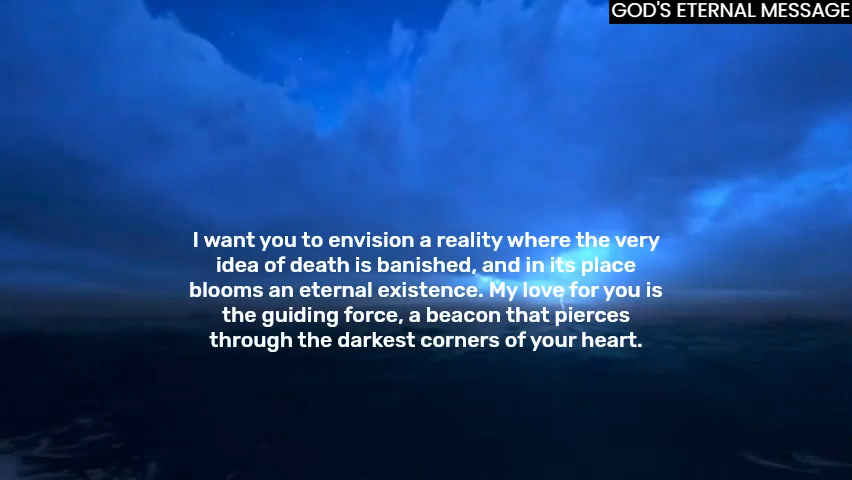 GOD'S ETERNAL MESSAGE
I want you to envision a reality where the very
idea of death is banished, and in its place
blooms an eternal existence. My love for you is
the guiding force, a beacon that pierces
through the darkest corners of your heart.